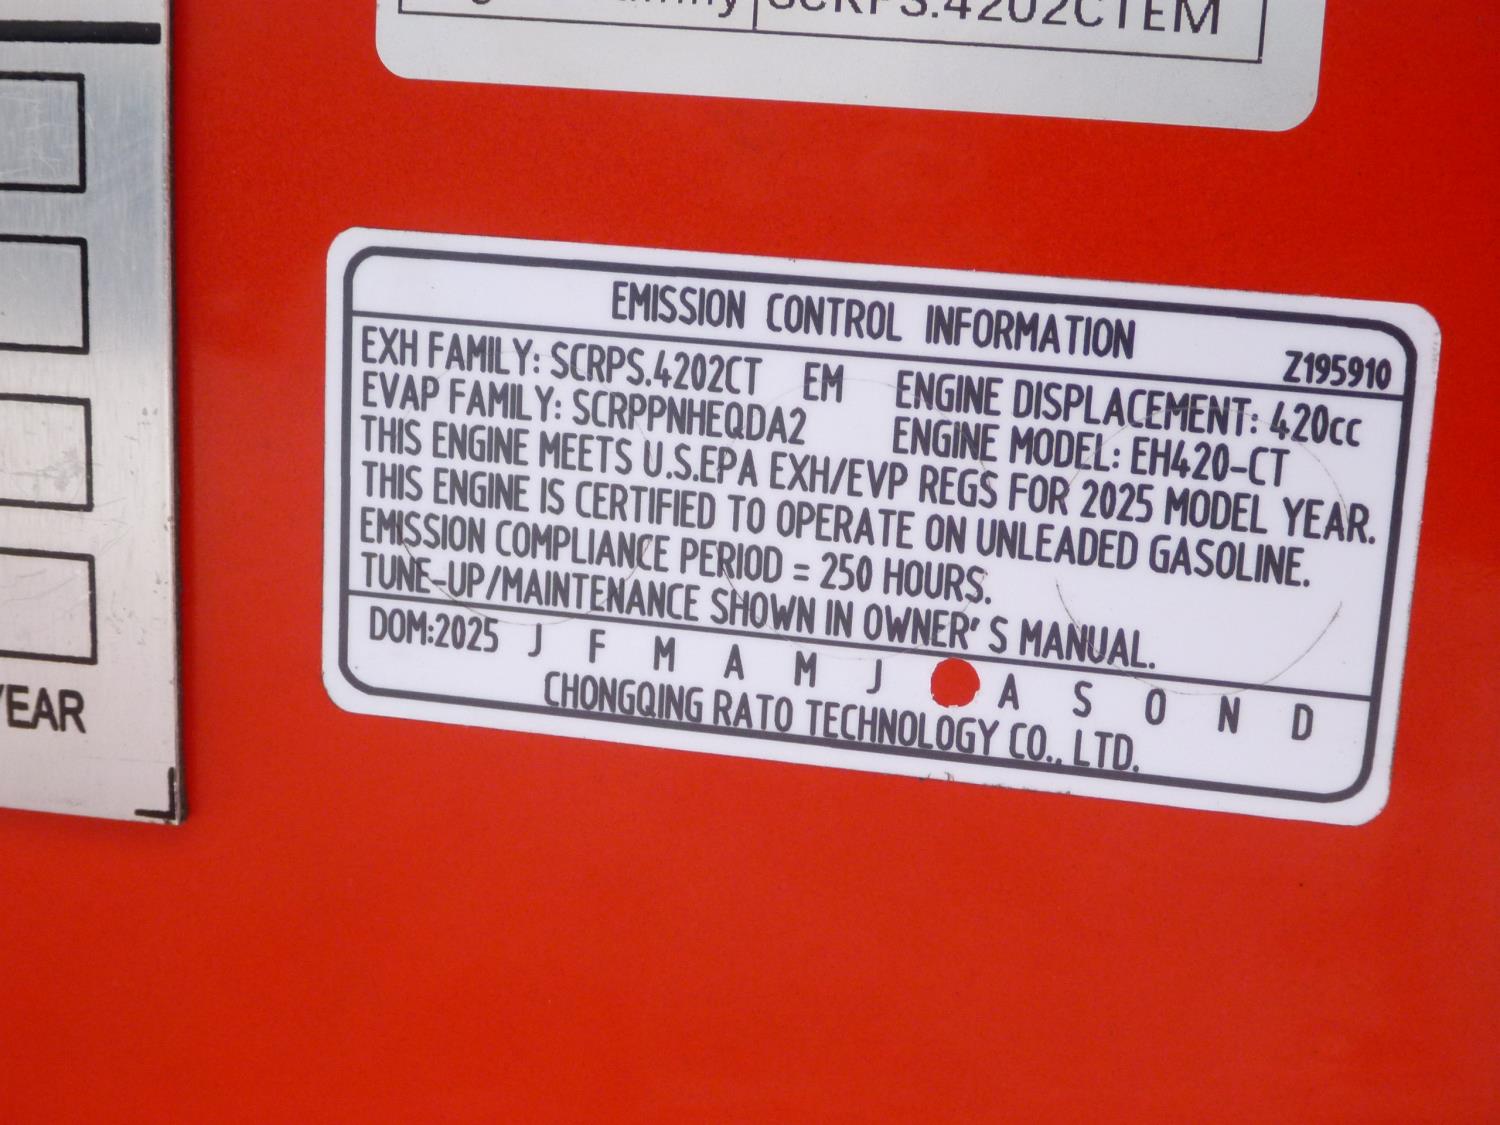 SCRPS.4202CTEM
EMISSION CONTROL INFORMATION
Z195910
EXH FAMILY: SCRPS.4202CT EM ENGINE DISPLACEMENT: 420cc
EVAP FAMILY: SCRPPNHEQDA2 ENGINE MODEL: EH420-CT
THIS ENGINE MEETS U.S.EPA EXH/EVP REGS FOR 2025 MODEL YEAR.
THIS ENGINE IS CERTIFIED TO OPERATE ON UNLEADED GASOLINE.
EMISSION COMPLIANCE PERIOD = 250 HOURS.
TUNE-UP/MAINTENANCE SHOWN IN OWNER' S MANUAL.
DOM:2025 J F M A M J A S O N D
CHONGQING RATO TECHNOLOGY CO., LTD.
YEAR